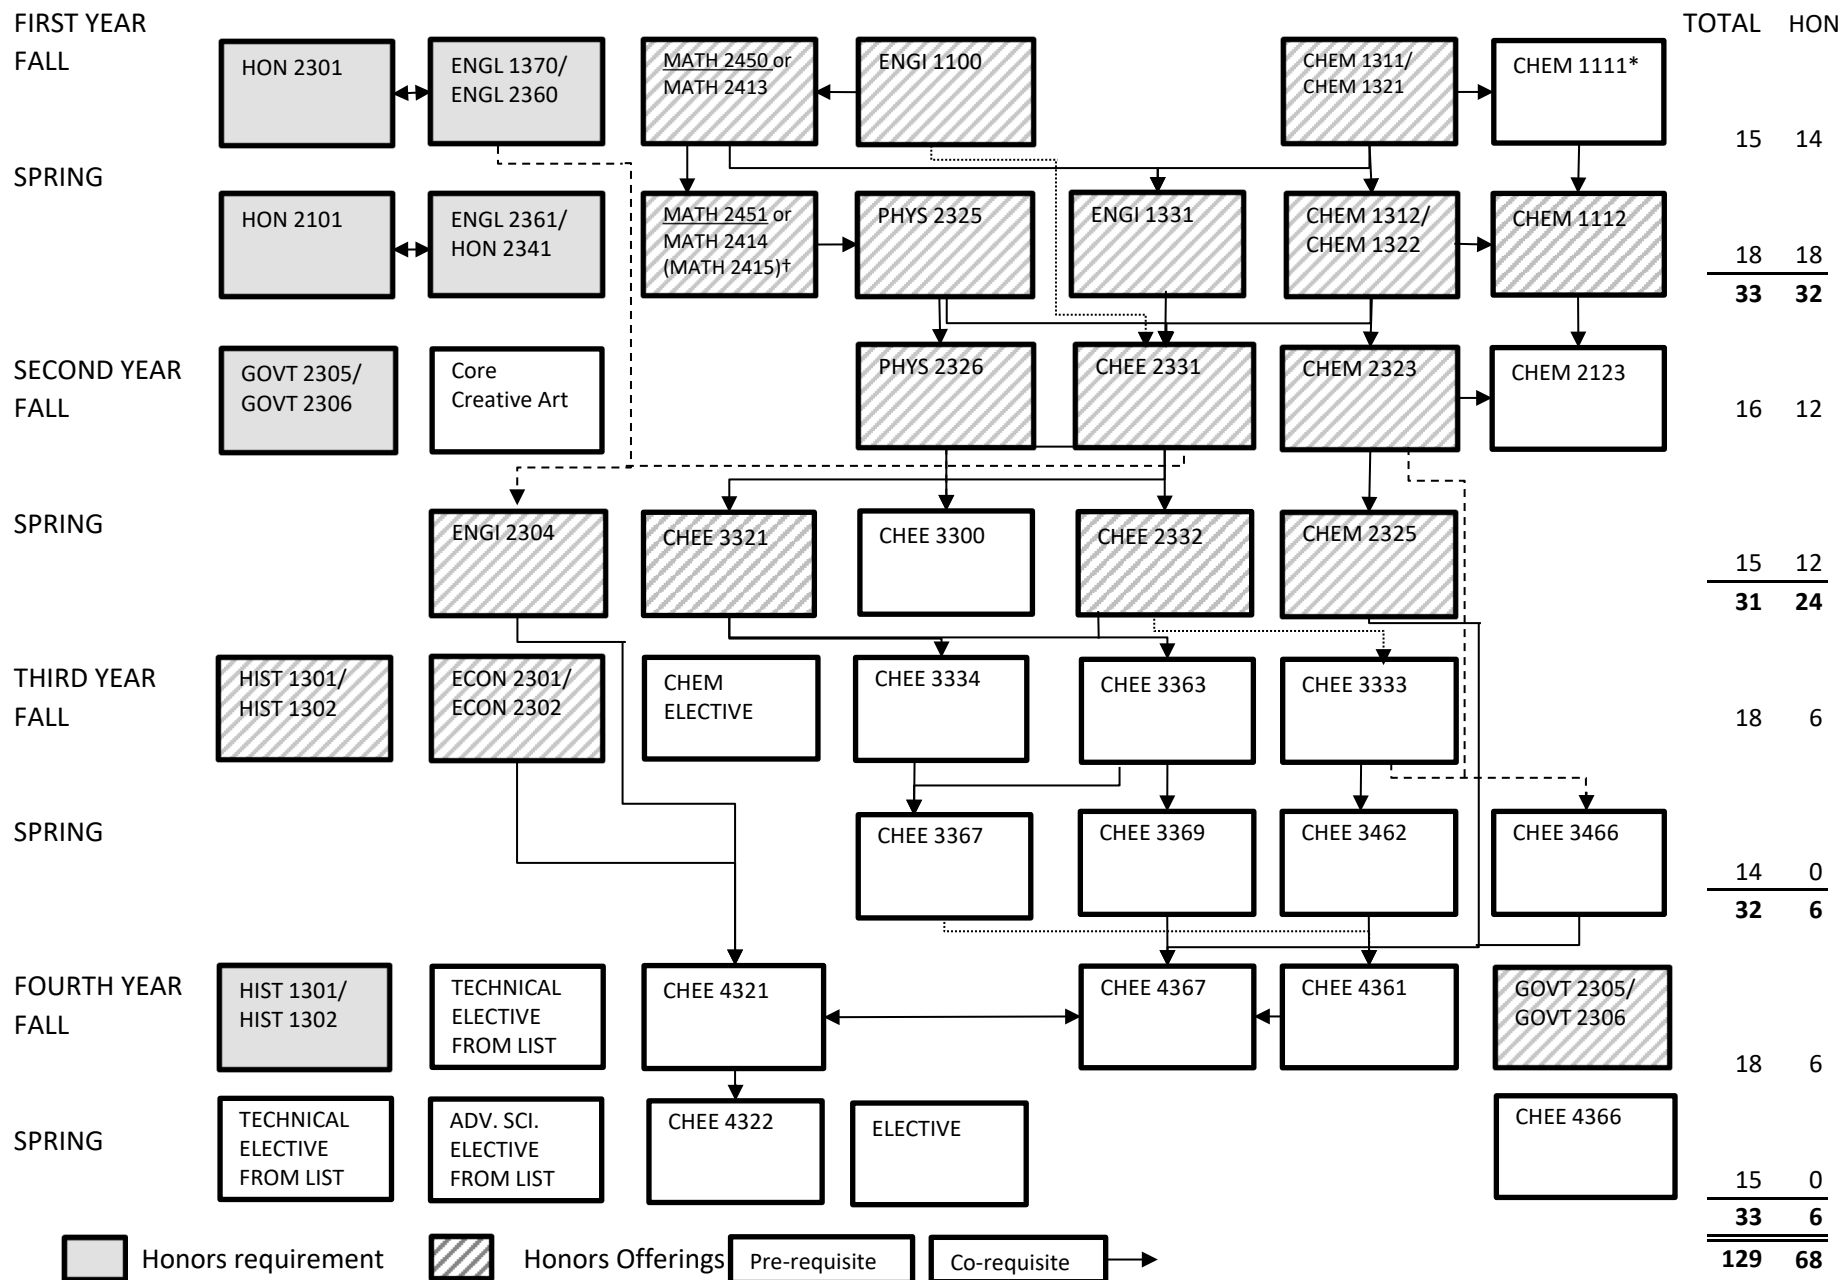 FIRST YEAR
FALL
TOTAL HON
HON 2301
ENGL 1370/
ENGL 2360
MATH 2450 or
MATH 2413
ENGI 1100
CHEM 1311/
CHEM 1321
CHEM 1111*
15 14
SPRING
HON 2101
ENGL 2361/
HON 2341
MATH 2451 or
MATH 2414
(MATH 2415)†
PHYS 2325
ENGI 1331
CHEM 1312/
CHEM 1322
CHEM 1112
18 18
33 32
SECOND YEAR
FALL
GOVT 2305/
GOVT 2306
Core
Creative Art
PHYS 2326
CHEE 2331
CHEM 2323
CHEM 2123
16 12
SPRING
ENGI 2304
CHEE 3321
CHEE 3300
CHEE 2332
CHEM 2325
15 12
31 24
THIRD YEAR
FALL
HIST 1301/
HIST 1302
ECON 2301/
ECON 2302
CHEM
ELECTIVE
CHEE 3334
CHEE 3363
CHEE 3333
18 6
SPRING
CHEE 3367
CHEE 3369
CHEE 3462
CHEE 3466
14 0
32 6
FOURTH YEAR
FALL
HIST 1301/
HIST 1302
TECHNICAL
ELECTIVE
FROM LIST
CHEE 4321
CHEE 4367
CHEE 4361
GOVT 2305/
GOVT 2306
18 6
SPRING
TECHNICAL
ELECTIVE
FROM LIST
ADV. SCI.
ELECTIVE
FROM LIST
CHEE 4322
ELECTIVE
CHEE 4366
15 0
33 6
129 68
Honors requirement
Honors Offerings
Pre-requisite
Co-requisite